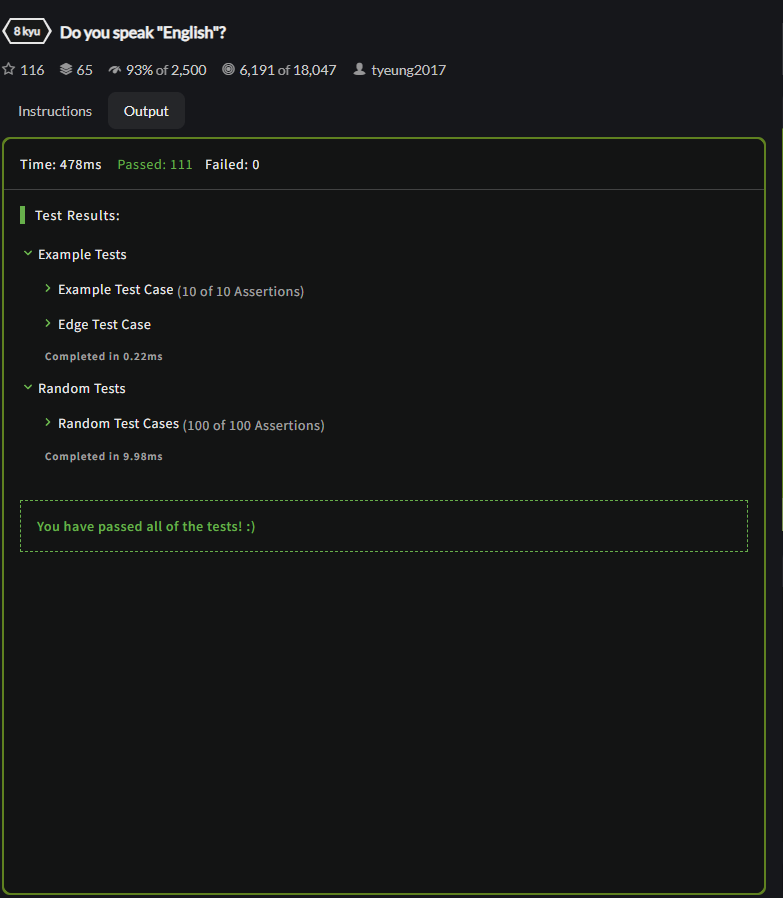 8 kyu Do you speak "English"?
116 65 93% of 2,500 6,191 of 18,047 tyeung2017
Instructions Output
Time: 478ms Passed: 111 Failed: 0
Test Results:
Example Tests
Example Test Case (10 of 10 Assertions)
Edge Test Case
Completed in 0.22ms
Random Tests
Random Test Cases (100 of 100 Assertions)
Completed in 9.98ms
You have passed all of the tests! :)